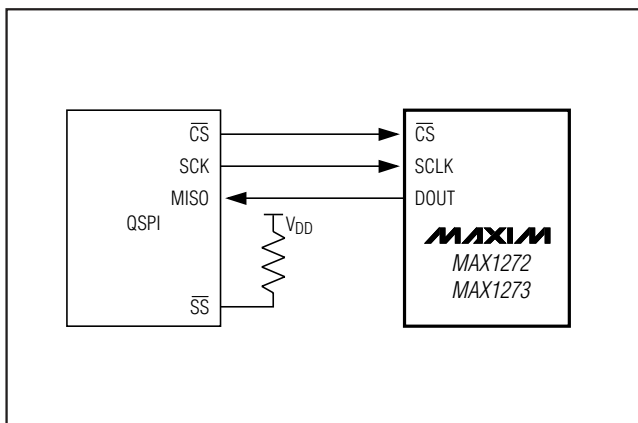 CS
SCK
MISO
QSPI
SS
VDD
CS
SCLK
DOUT
MAXIM
MAX1272
MAX1273